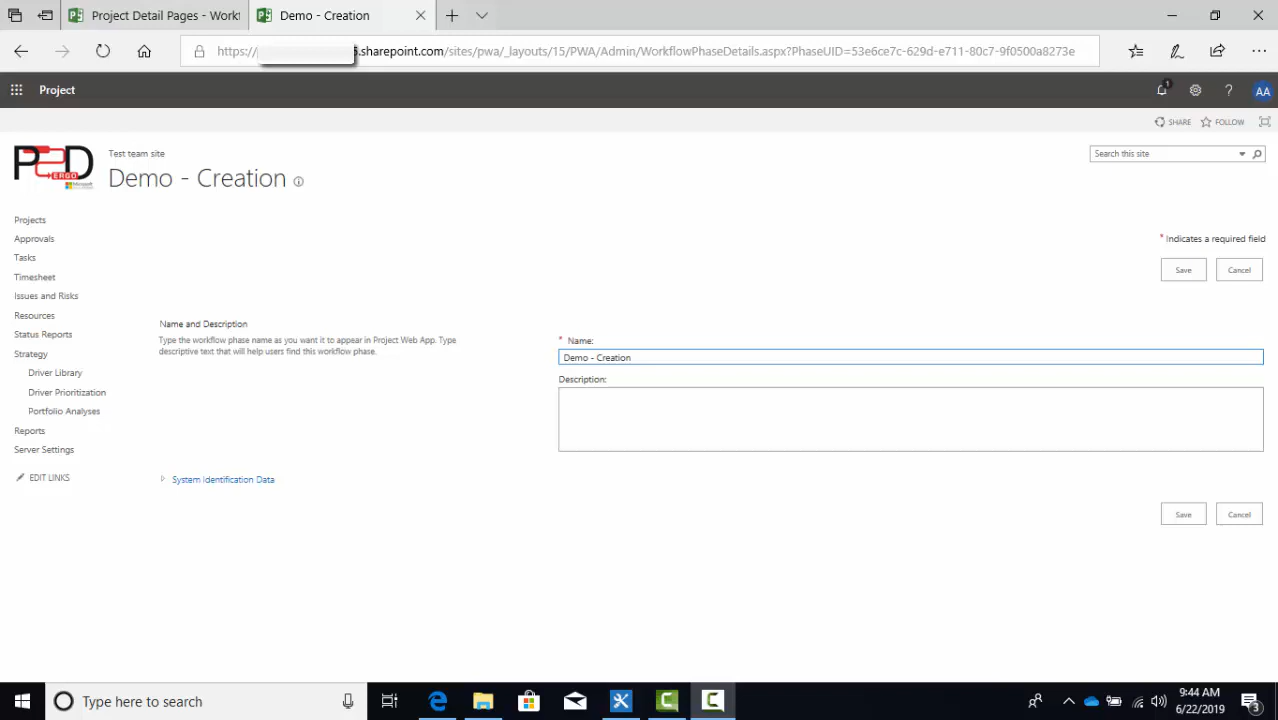 Project Detail Pages - Workf
Demo - Creation
https://
.sharepoint.com/sites/pwa/_layouts/15/PWA/Admin/WorkflowPhaseDetails.aspx?PhaseUID=53e6ce7c-629d-e711-80c7-9f0500a8273e
Project
1
?
AA
SHARE
FOLLOW
P2D
ERGO
Microsoft
Test team site
Demo - Creation
Search this site
Projects
Approvals
Tasks
Timesheet
Issues and Risks
Resources
Status Reports
Strategy
Driver Library
Driver Prioritization
Portfolio Analyses
Reports
Server Settings
EDIT LINKS
* Indicates a required field
Save
Cancel
Name and Description
Type the workflow phase name as you want it to appear in Project Web App. Type
descriptive text that will help users find this workflow phase.
* Name:
Demo - Creation
Description:
System Identification Data
Save
Cancel
Type here to search
9:44 AM
6/22/2019
3